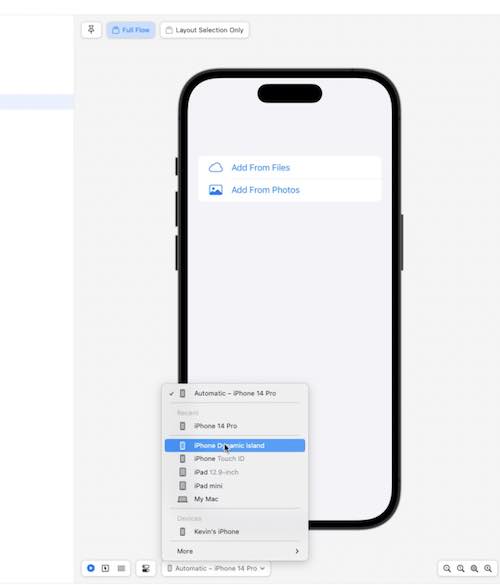 Full Flow
Layout Selection Only
Add From Files
Add From Photos
Automatic – iPhone 14 Pro
Recent
iPhone 14 Pro
iPhone Dynamic Island
iPhone Touch ID
iPad 12.9-inch
iPad mini
My Mac
Devices
Kevin's iPhone
More
Automatic – iPhone 14 Pro